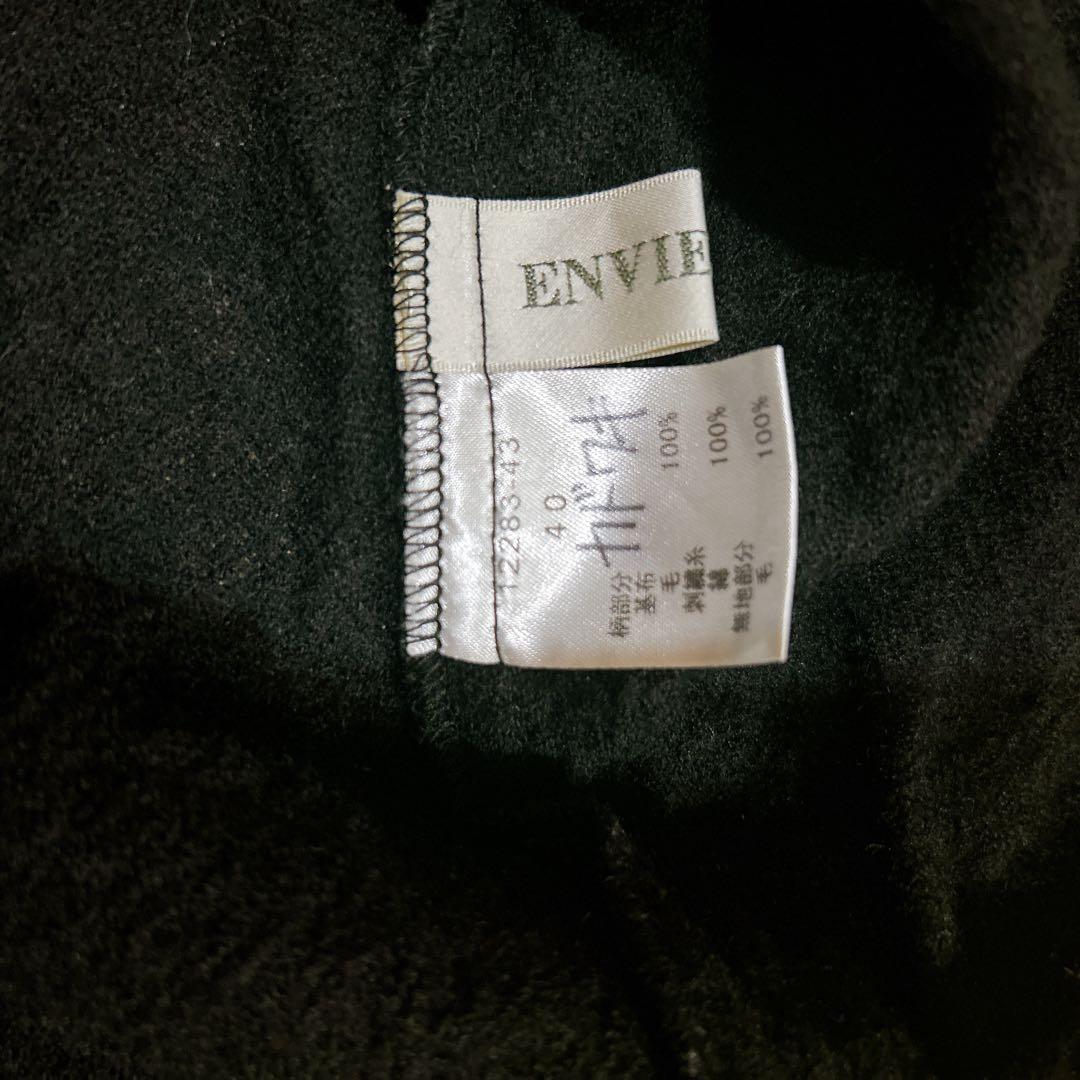 ENVIE
12283-43
40
カドワキ
柄部分
基布
毛 100%
刺繍糸
綿 100%
無地部分
毛 100%